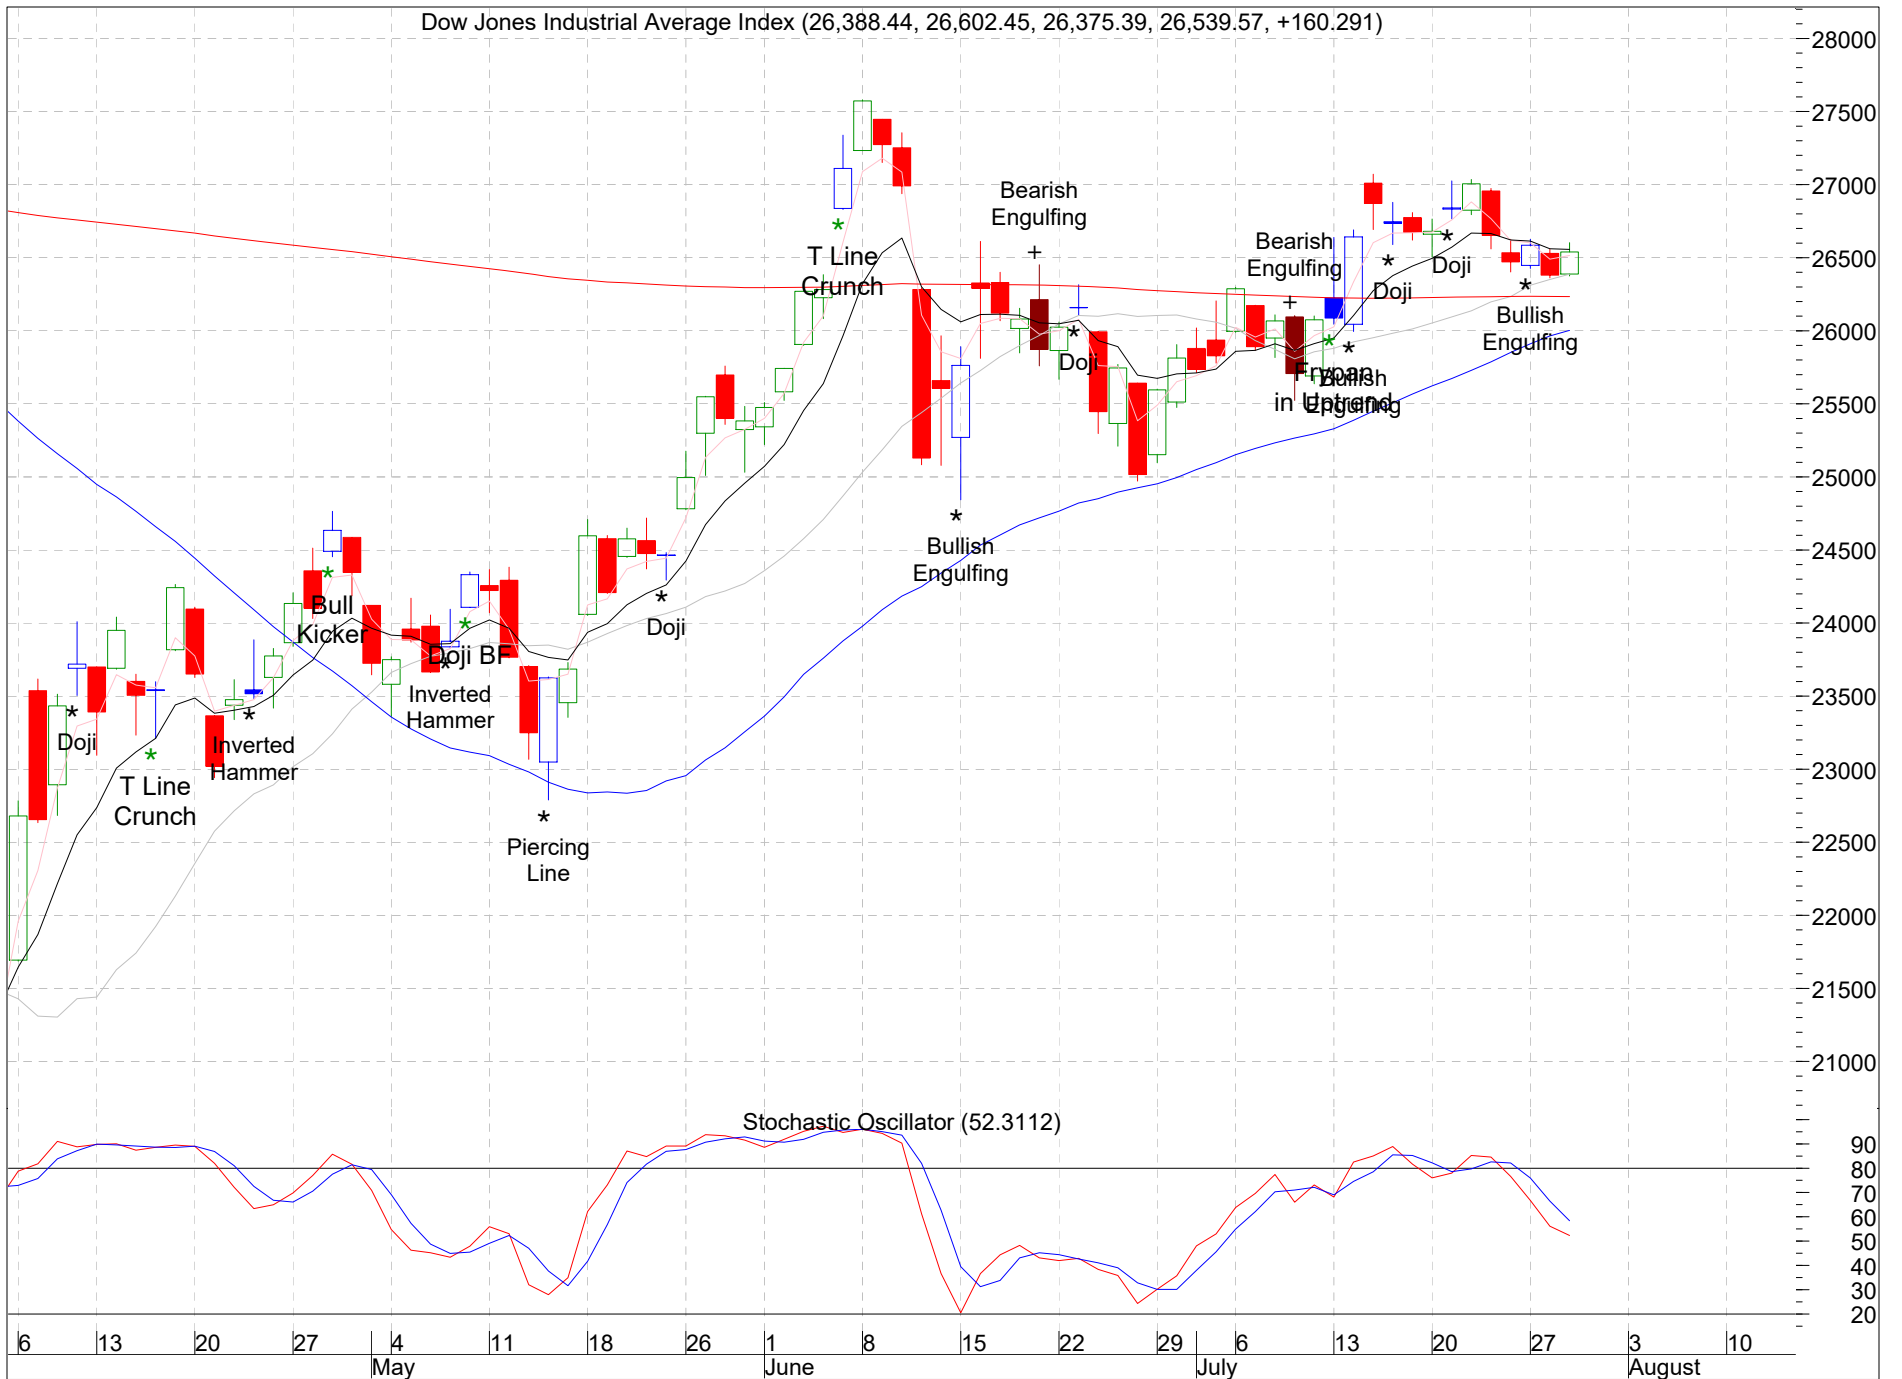 Dow Jones Industrial Average Index (26,388.44, 26,602.45, 26,375.39, 26,539.57, +160.291)
28000
27500
27000
26500
26000
25500
25000
24500
24000
23500
23000
22500
22000
21500
21000
Bearish
Engulfing
T Line
Crunch
Bearish
Engulfing
Doji
Doji
Doji
Bullish
Engulfing
Frypan
in Uptrend
Bullish
Engulfing
Bullish
Engulfing
Doji
Bull
Kicker
Doji BF
Inverted
Hammer
Doji
Inverted
Hammer
T Line
Crunch
Piercing
Line
Stochastic Oscillator (52.3112)
90
80
70
60
50
40
30
20
6 13 20 27 4 11 18 26 1 8 15 22 29 6 13 20 27 3 10
May June July August